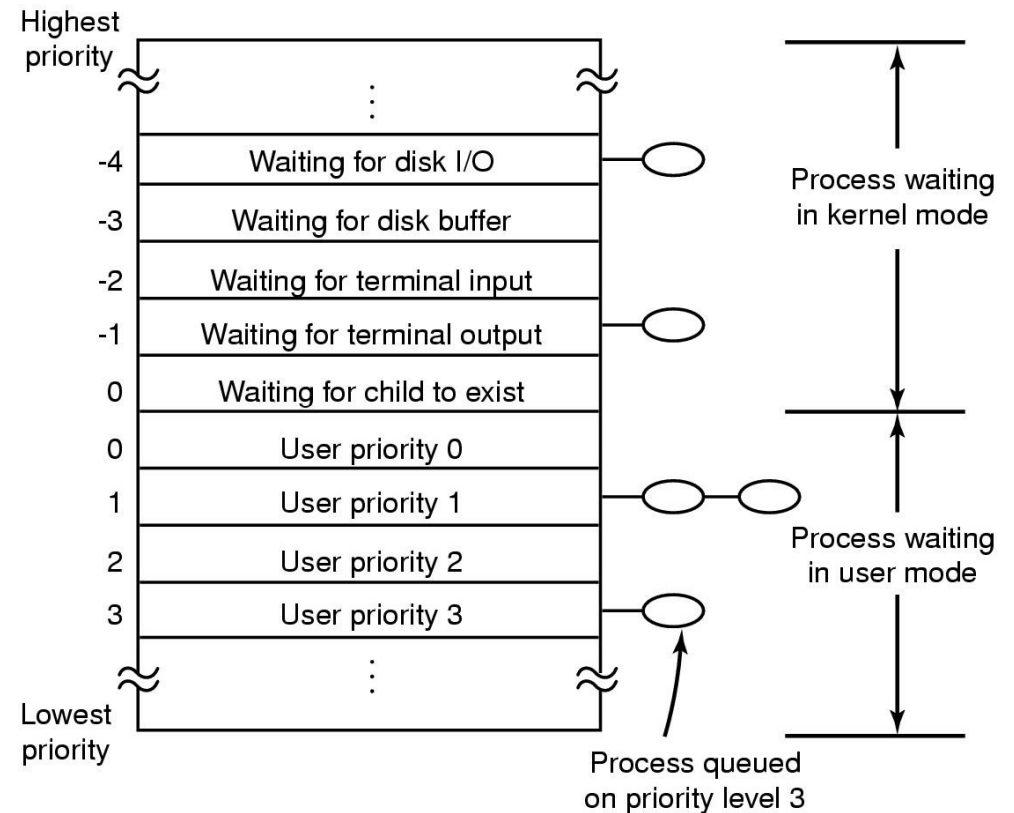 Highest
priority
-4 Waiting for disk I/O
-3 Waiting for disk buffer
-2 Waiting for terminal input
-1 Waiting for terminal output
0 Waiting for child to exist
0 User priority 0
1 User priority 1
2 User priority 2
3 User priority 3
Lowest
priority
Process waiting
in kernel mode
Process waiting
in user mode
Process queued
on priority level 3